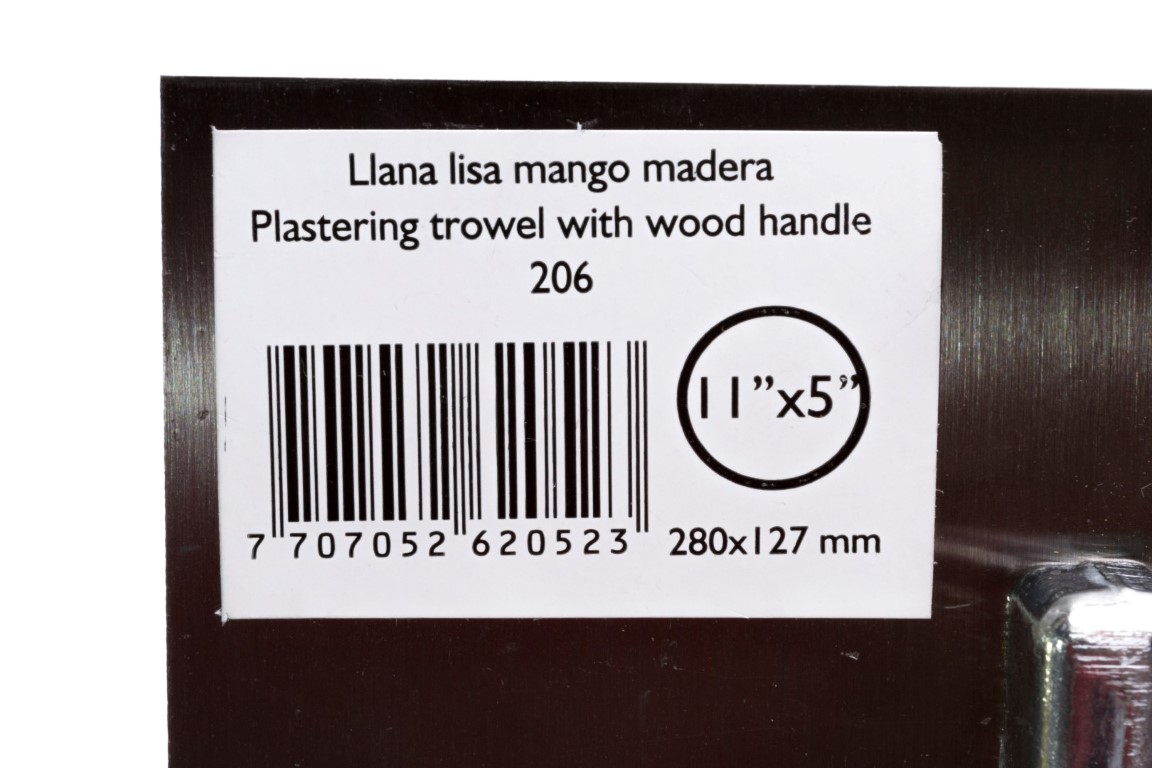 Llana lisa mango madera
Plastering trowel with wood handle
206
11”x5”
7 707052 620523
280x127 mm